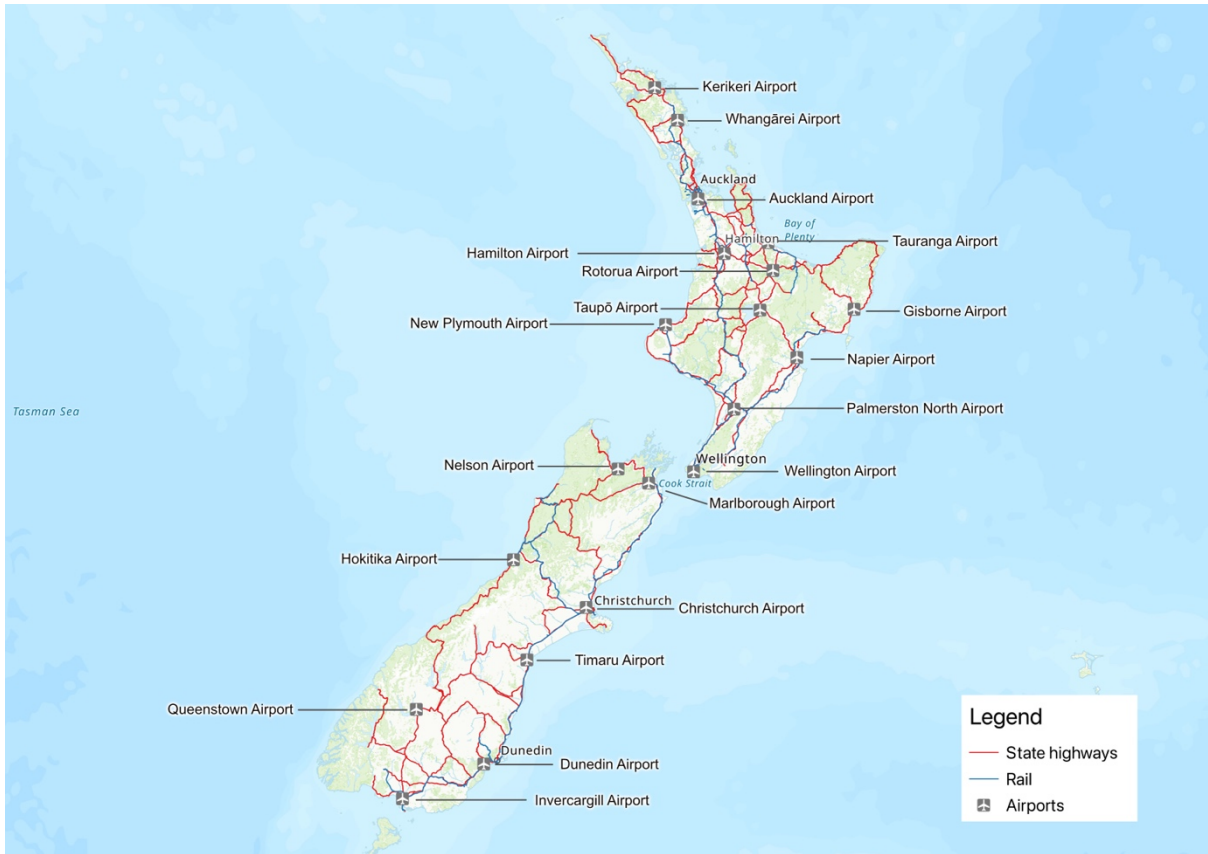 Kerikeri Airport
Whangārei Airport
Auckland
Auckland Airport
Bay of
Plenty
Hamilton
Tauranga Airport
Hamilton Airport
Rotorua Airport
Taupō Airport
Gisborne Airport
New Plymouth Airport
Napier Airport
Tasman Sea
Palmerston North Airport
Wellington
Nelson Airport
Wellington Airport
Cook Strait
Marlborough Airport
Hokitika Airport
Christchurch
Christchurch Airport
Timaru Airport
Queenstown Airport
Dunedin
Dunedin Airport
Invercargill Airport
Legend
State highways
Rail
Airports